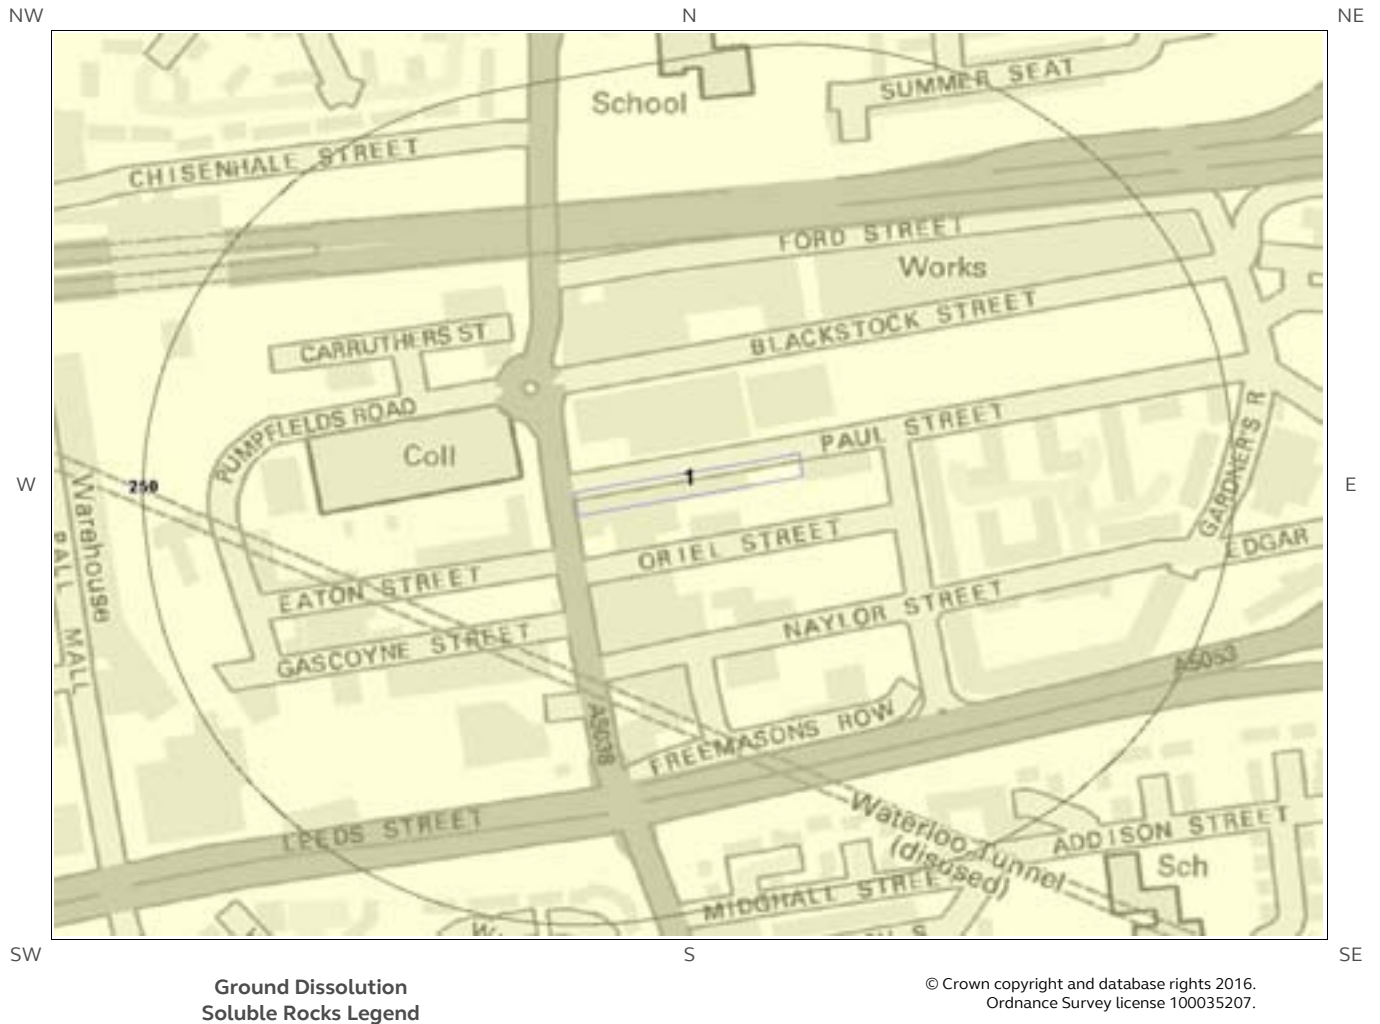 NW N NE
School
SUMMER SEAT
CHISENHALE STREET
FORD STREET
Works
BLACKSTOCK STREET
CARRUTHERS ST
PUMPFIELDS ROAD
PAUL STREET
Coll
GARDNER'S R
W 250 1 E
Warehouse
PALL MALL
ORIEL STREET
EDGAR
EATON STREET
NAYLOR STREET
GASCOYNE STREET
A5053
A5038
FREEMASONS ROW
LEEDS STREET
Waterloo Tunnel
(disused)
ADDISON STREET
Sch
MIDGHALL STREE
SW S SE
Ground Dissolution
Soluble Rocks Legend
© Crown copyright and database rights 2016.
Ordnance Survey license 100035207.